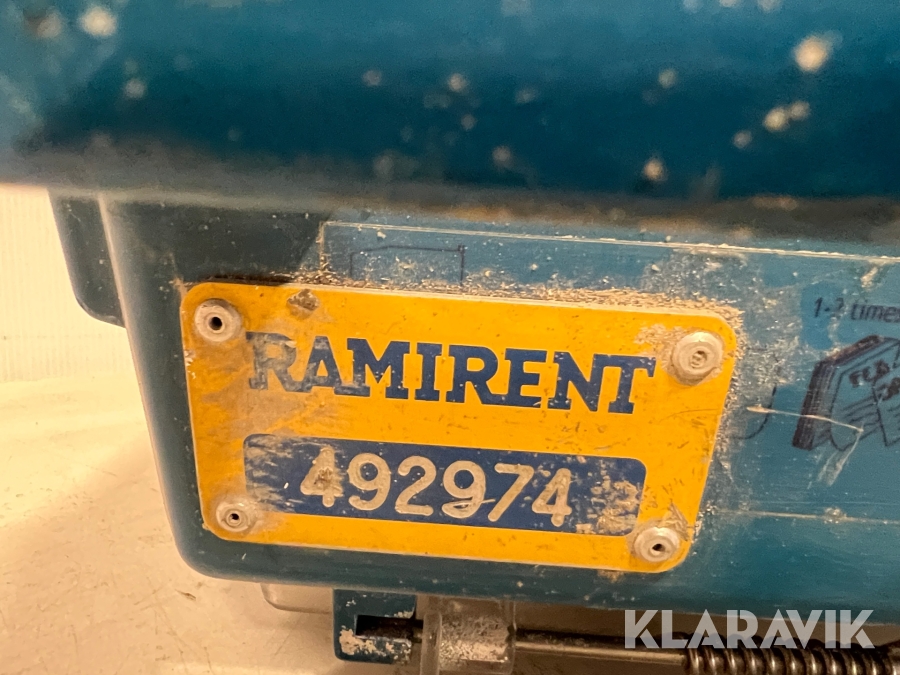 1-2 times
RAMIRENT
492974
KLARAVIK